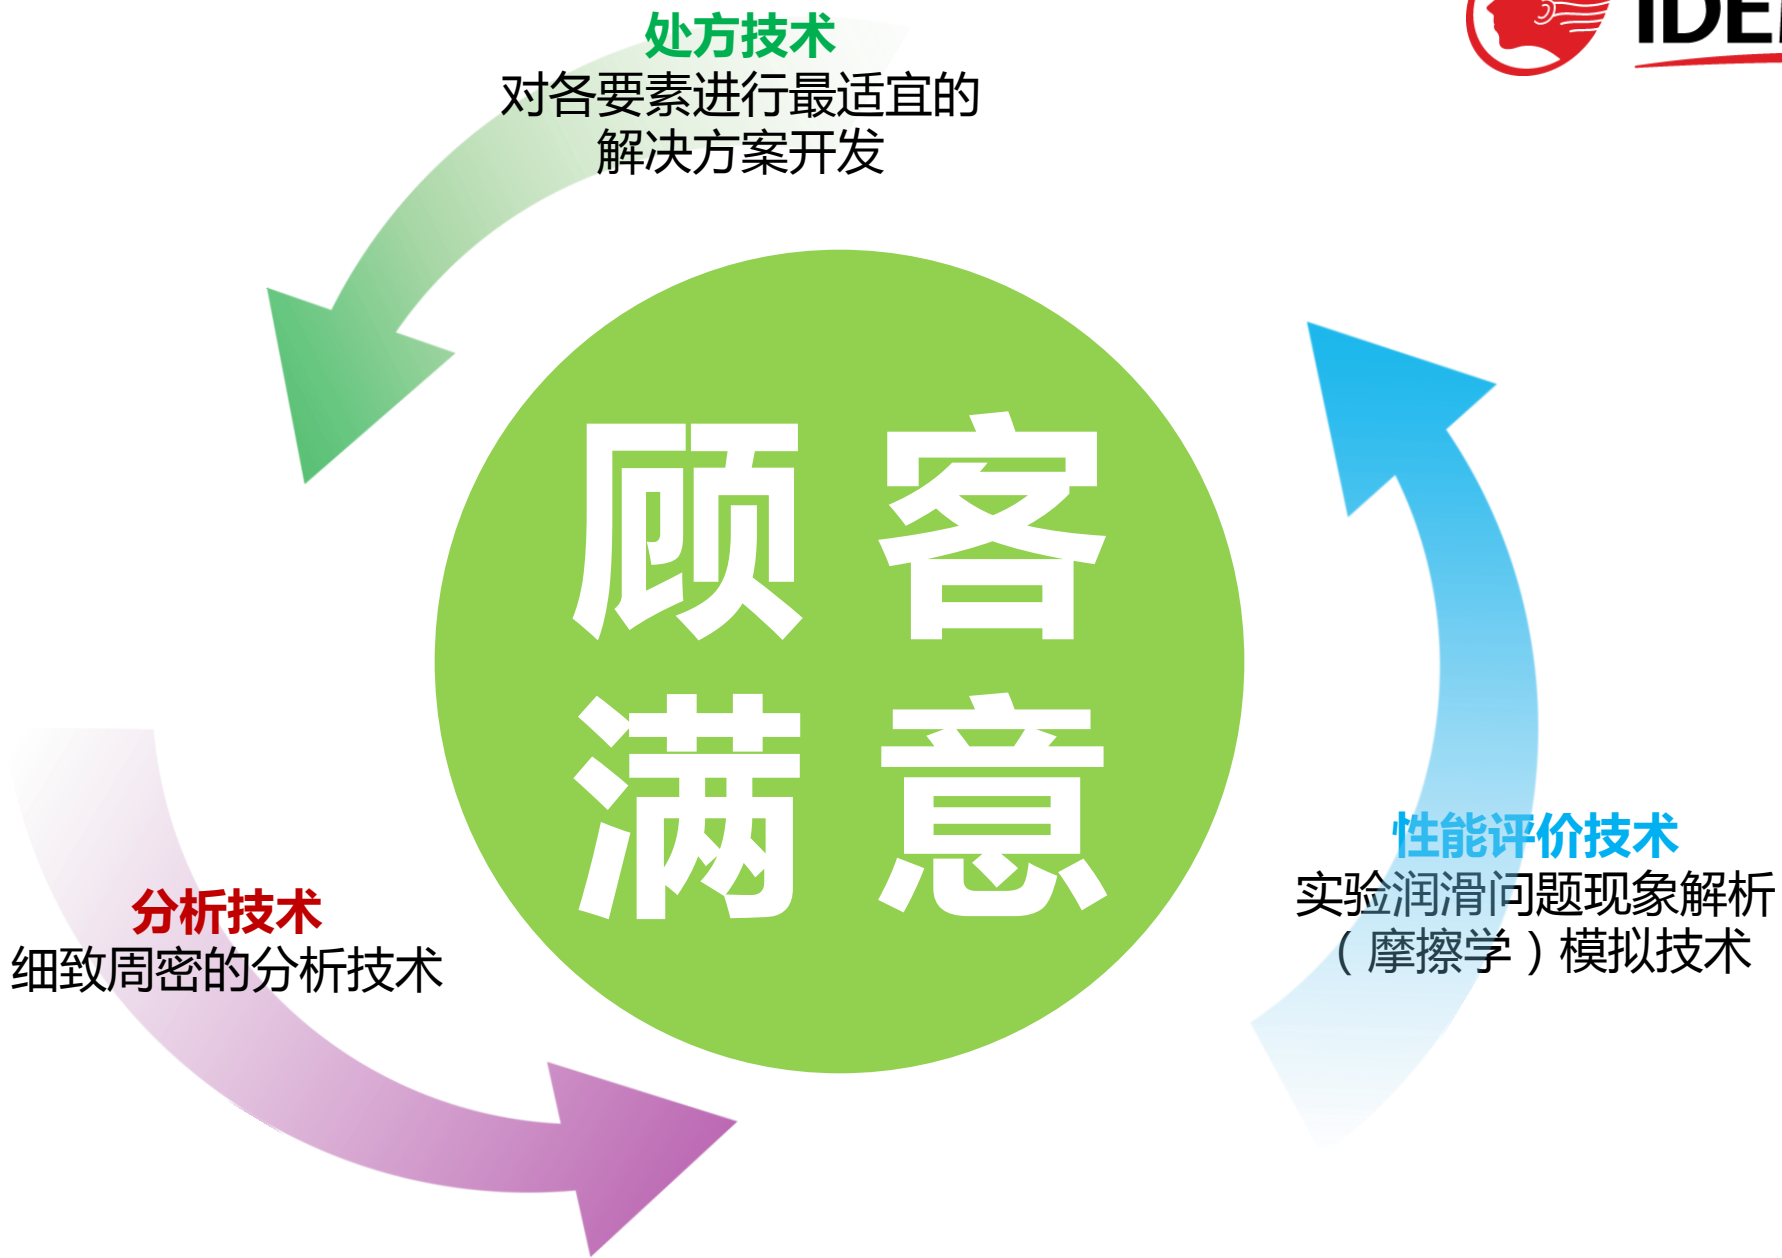 处方技术
对各要素进行最适宜的
解决方案开发
顾客
满意
性能评价技术
实验润滑问题现象解析
（摩擦学）模拟技术
分析技术
细致周密的分析技术